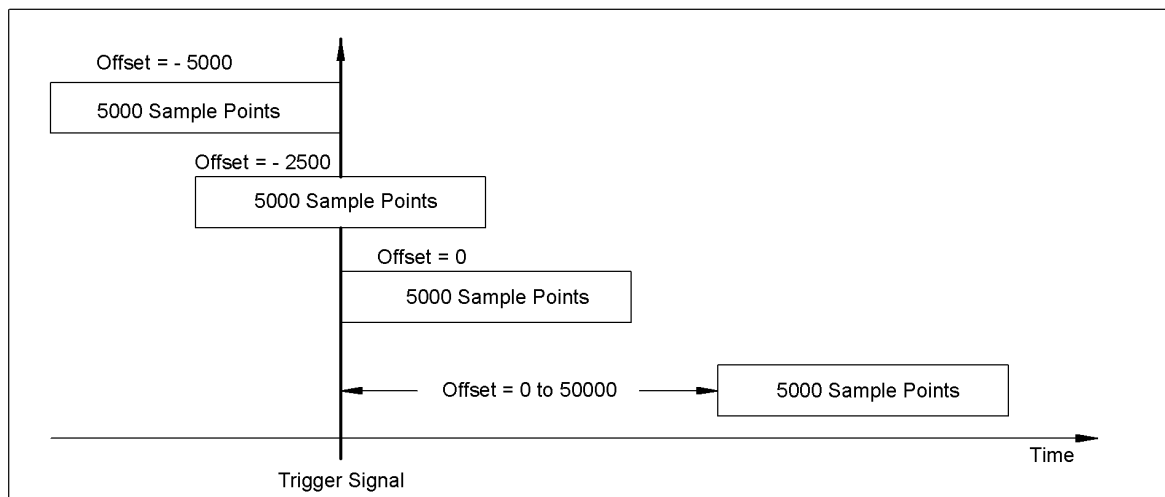 Offset = - 5000
5000 Sample Points
Offset = - 2500
5000 Sample Points
Offset = 0
5000 Sample Points
Offset = 0 to 50000
5000 Sample Points
Time
Trigger Signal